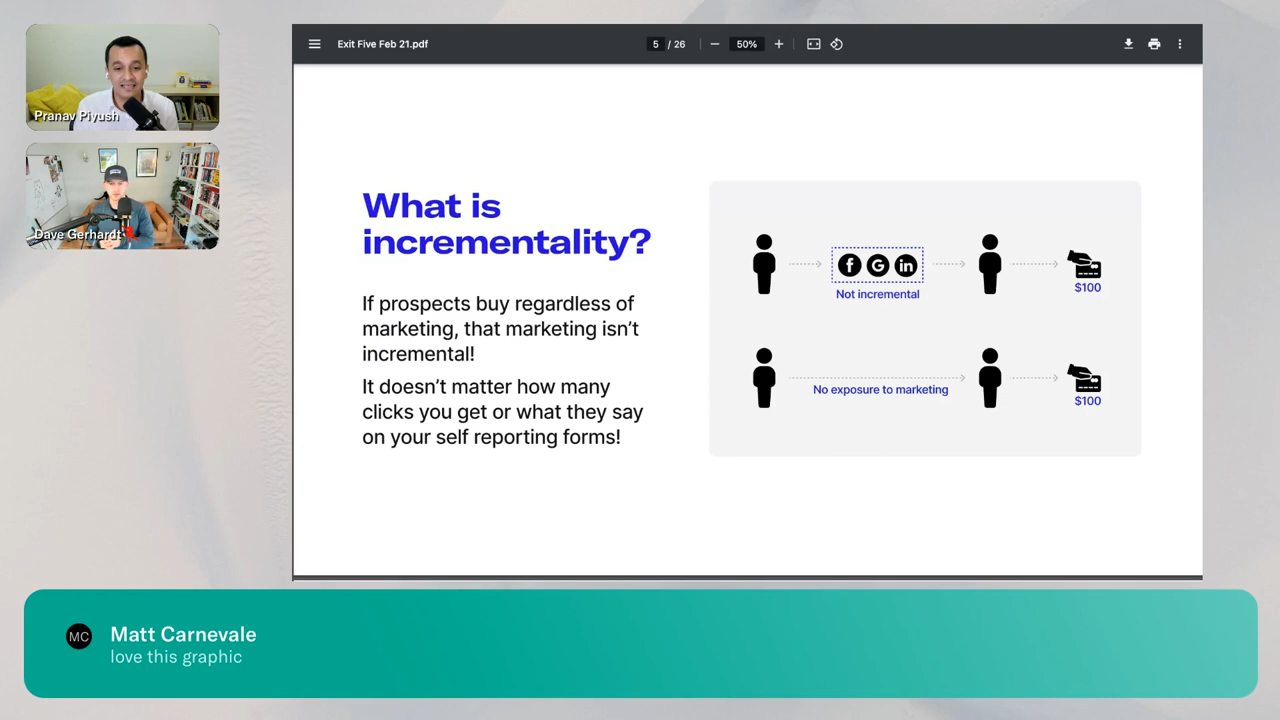 Pranav Piyush
Dave Gerhardt
Exit Five Feb 21.pdf
5 / 26
50%
What is
incrementality?
If prospects buy regardless of
marketing, that marketing isn’t
incremental!
It doesn’t matter how many
clicks you get or what they say
on your self reporting forms!
f G in
Not incremental
$100
No exposure to marketing
$100
MC
Matt Carnevale
love this graphic